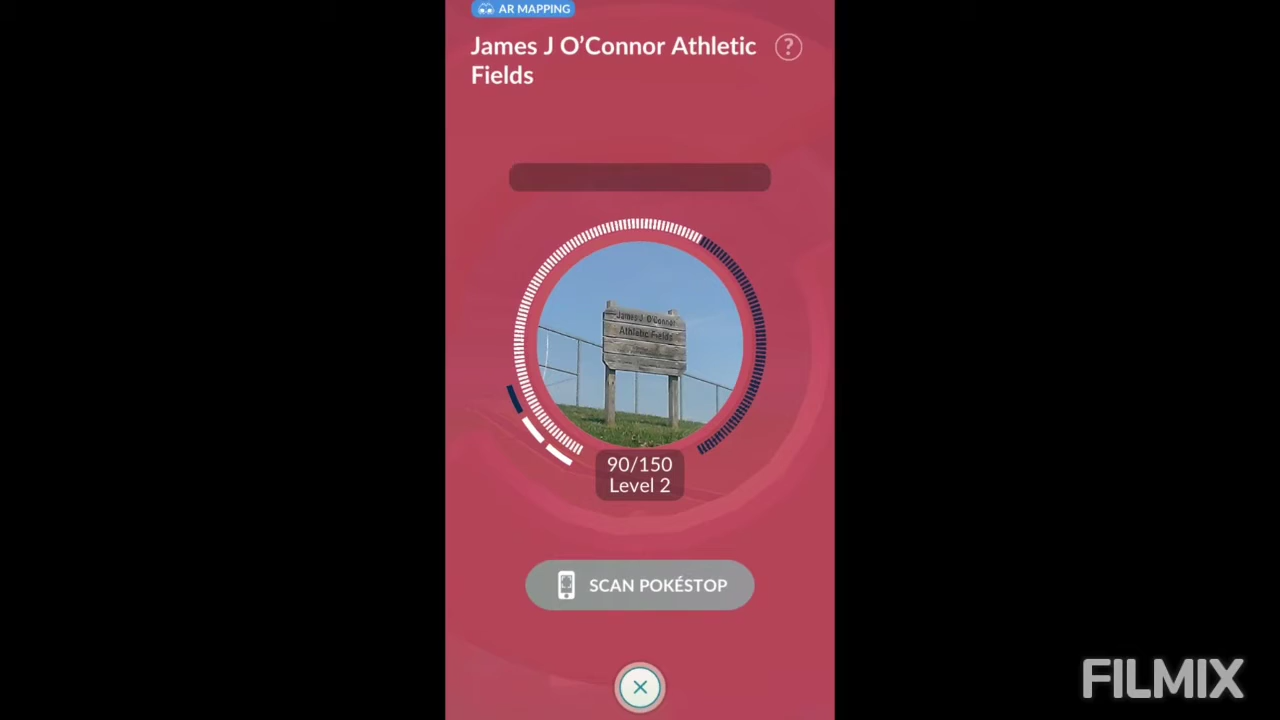 AR MAPPING
James J O’Connor Athletic
Fields
?
James J. O'Connor
Athletic Fields
90/150
Level 2
SCAN POKÉSTOP
FILMIX